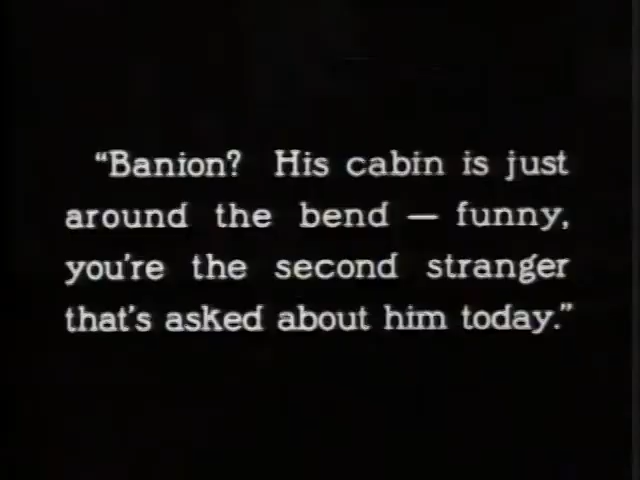 “Banion? His cabin is just
around the bend — funny,
you're the second stranger
that's asked about him today.”